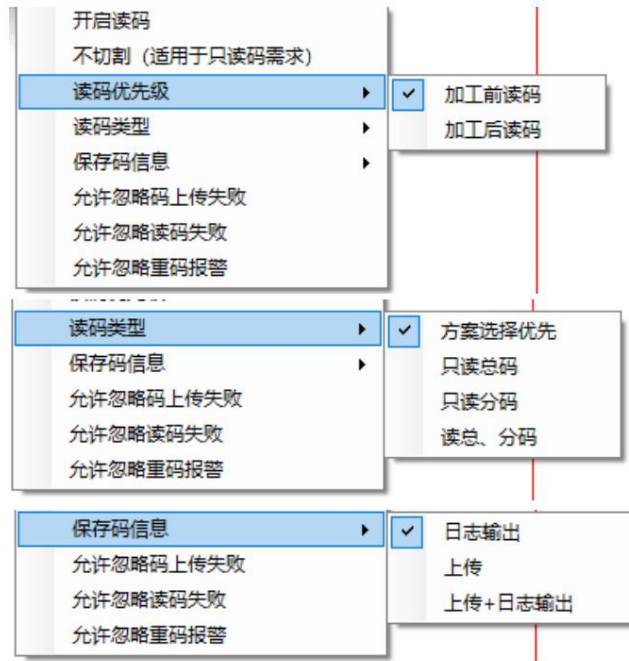 开启读码
不切割（适用于只读码需求）
读码优先级
加工前读码
读码类型
加工后读码
保存码信息
允许忽略码上传失败
允许忽略读码失败
允许忽略重码报警
读码类型
方案选择优先
保存码信息
只读总码
允许忽略码上传失败
只读分码
允许忽略读码失败
读总、分码
允许忽略重码报警
保存码信息
日志输出
允许忽略码上传失败
上传
允许忽略读码失败
上传+日志输出
允许忽略重码报警